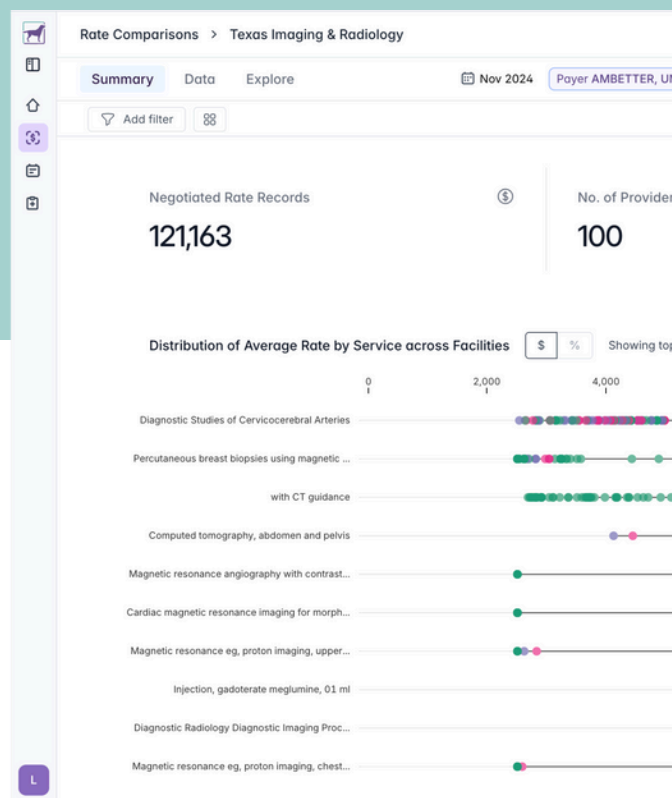 Rate Comparisons > Texas Imaging & Radiology
Summary Data Explore Nov 2024 Payer AMBETTER, UN
Add filter
Negotiated Rate Records $ No. of Provider
121,163 100
Distribution of Average Rate by Service across Facilities $ % Showing top
0 2,000 4,000
Diagnostic Studies of Cervicocerebral Arteries
Percutaneous breast biopsies using magnetic ...
with CT guidance
Computed tomography, abdomen and pelvis
Magnetic resonance angiography with contrast...
Cardiac magnetic resonance imaging for morph...
Magnetic resonance eg, proton imaging, upper...
Injection, gadoterate meglumine, 01 ml
Diagnostic Radiology Diagnostic Imaging Proc...
Magnetic resonance eg, proton imaging, chest...
L